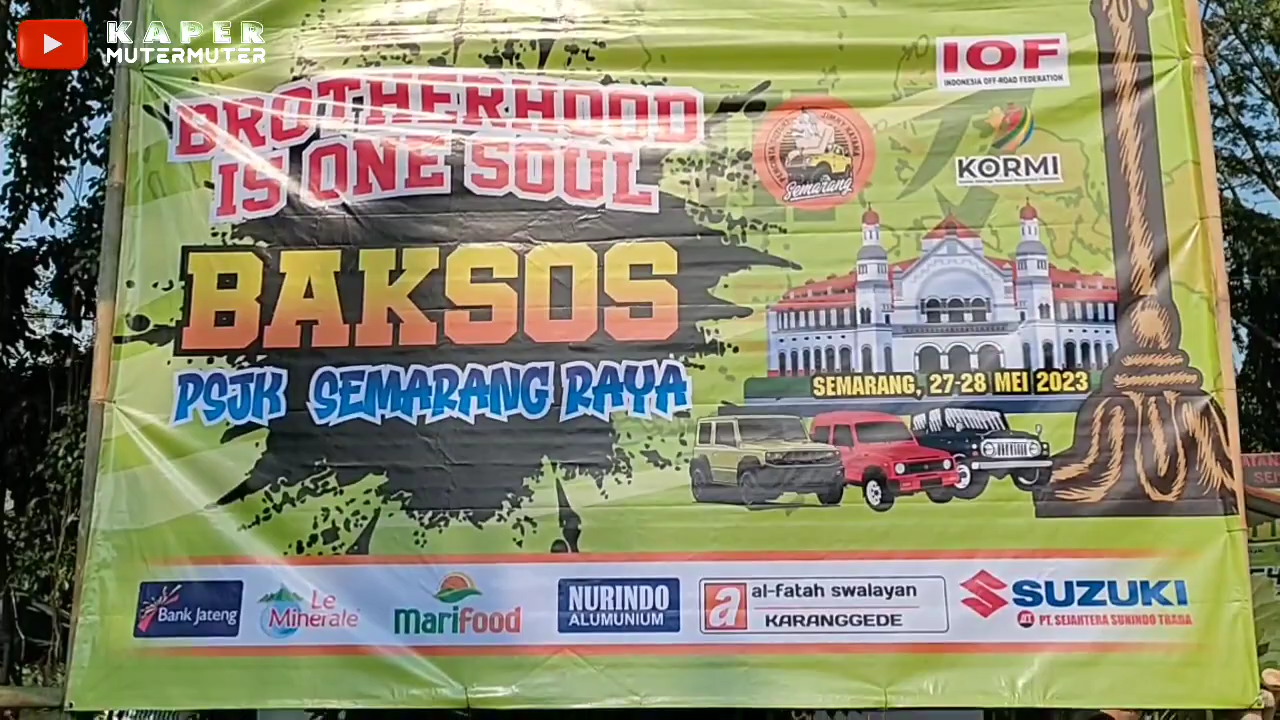 KAPER
MUTERMUTER
BROTHERHOOD
IS ONE SOUL
BAKSOS
PSJK SEMARANG RAYA
IOF
INDONESIA OFF-ROAD FEDERATION
JIMNY KATANA
Semarang
KORMI
SEMARANG, 27-28 MEI 2023
Bank Jateng
Le
Minerale
MariFood
NURINDO
ALUMUNIUM
a
al-fatah swalayan
KARANGGEDE
SUZUKI
PT. SEJAHTERA SUNINDO TRADA